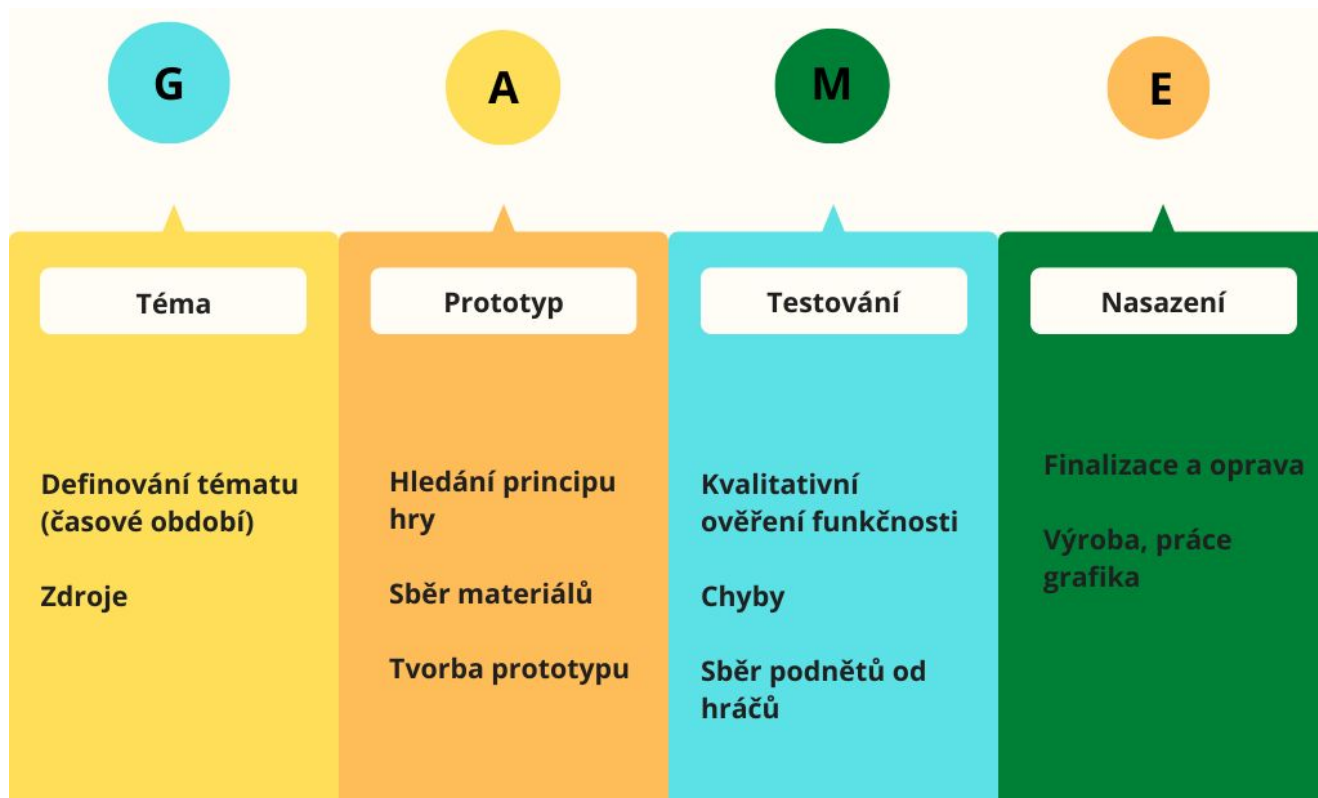 G
A
M
E
Téma
Definování tématu
(časové období)
Zdroje
Prototyp
Hledání principu
hry
Sběr materiálů
Tvorba prototypu
Testování
Kvalitativní
ověření funkčnosti
Chyby
Sběr podnětů od
hráčů
Nasazení
Finalizace a oprava
Výroba, práce
grafika